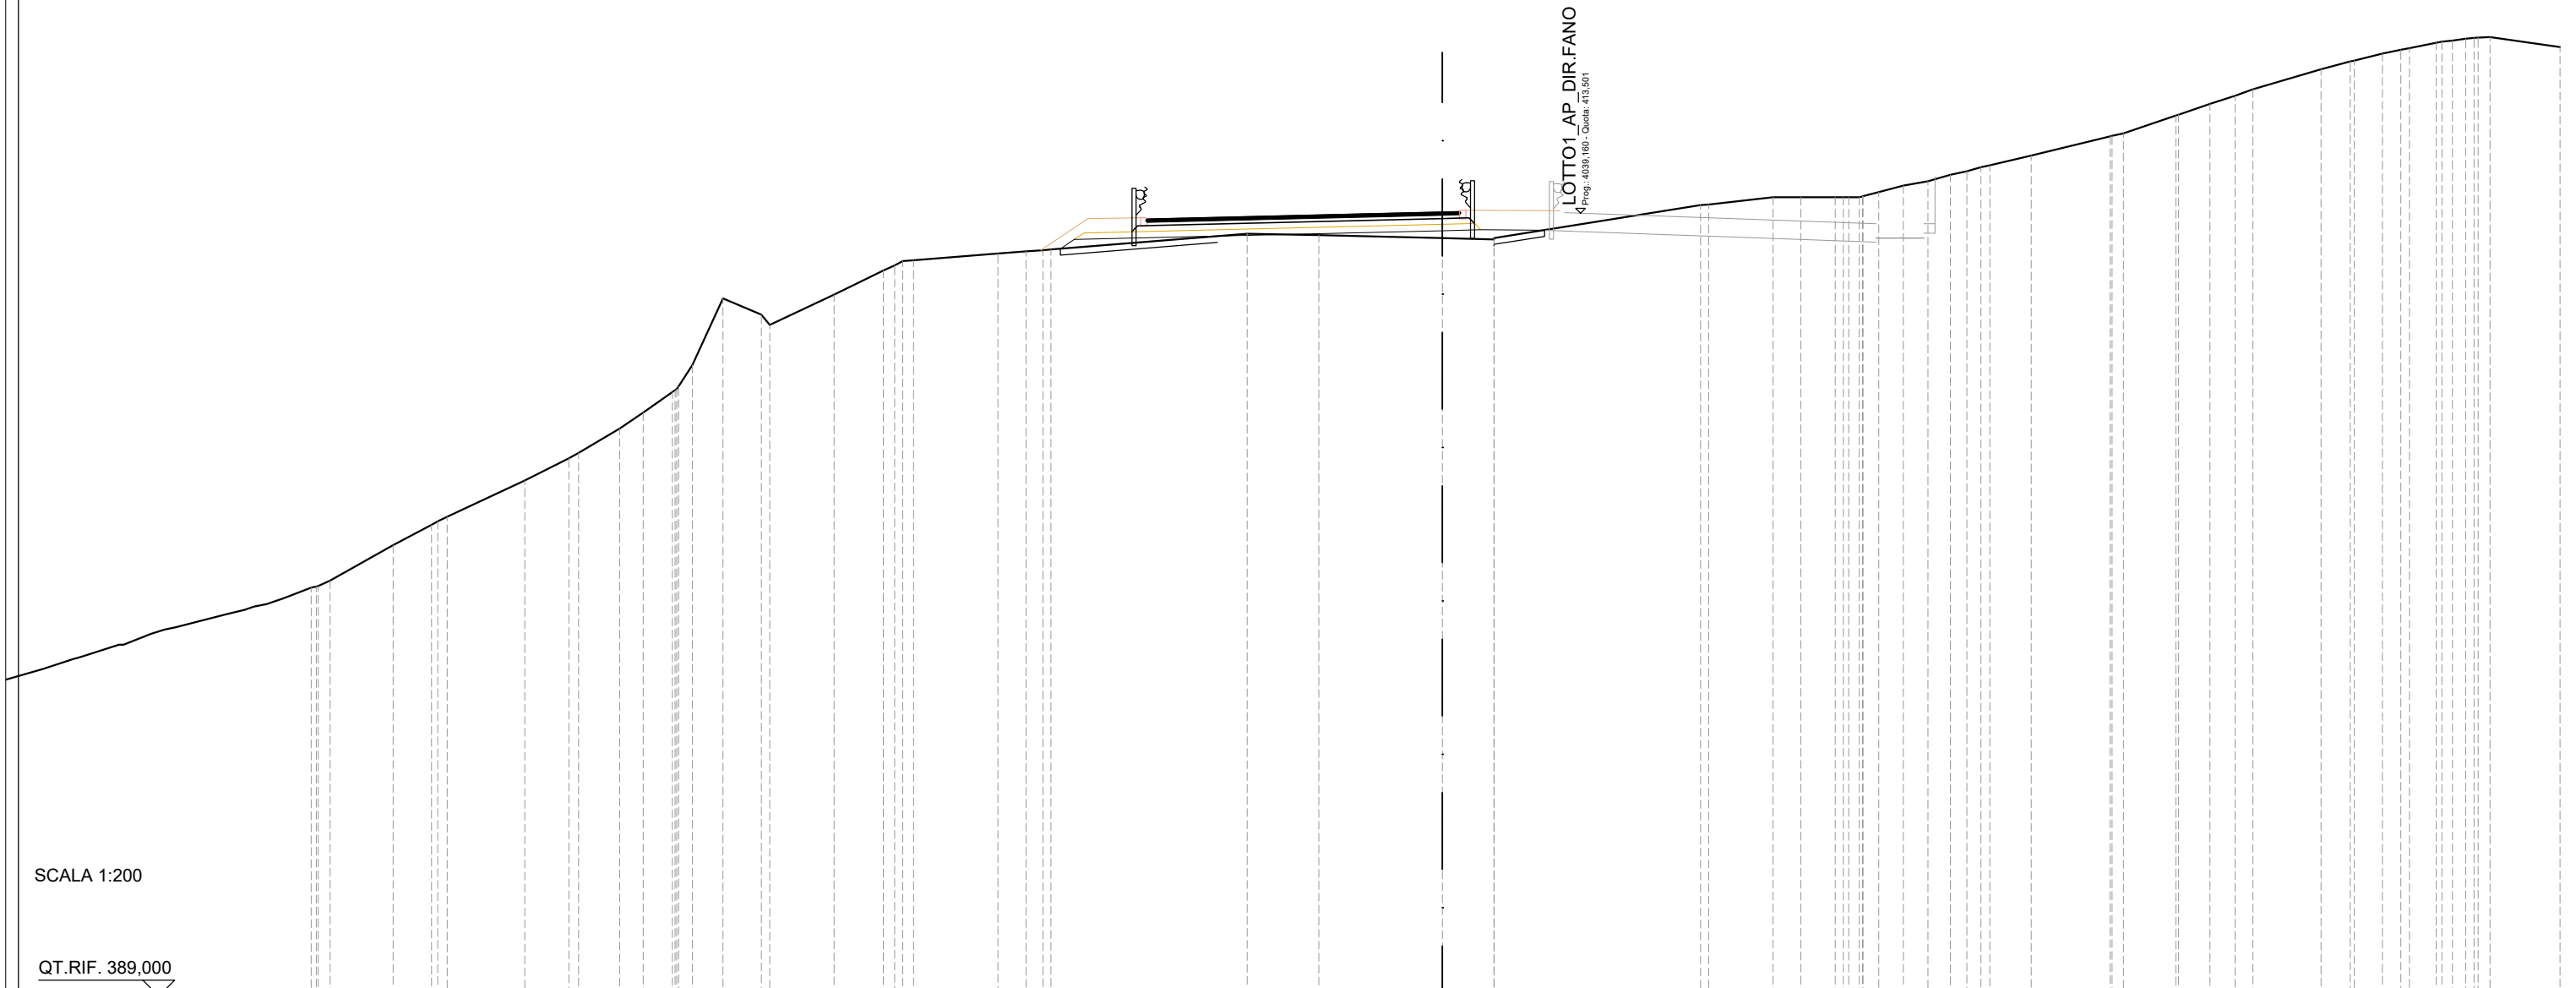 LOTTO1_AP_DIR.FANO
Prog.: 4039,160 - Quota: 413,501
SCALA 1:200
QT.RIF. 389,000